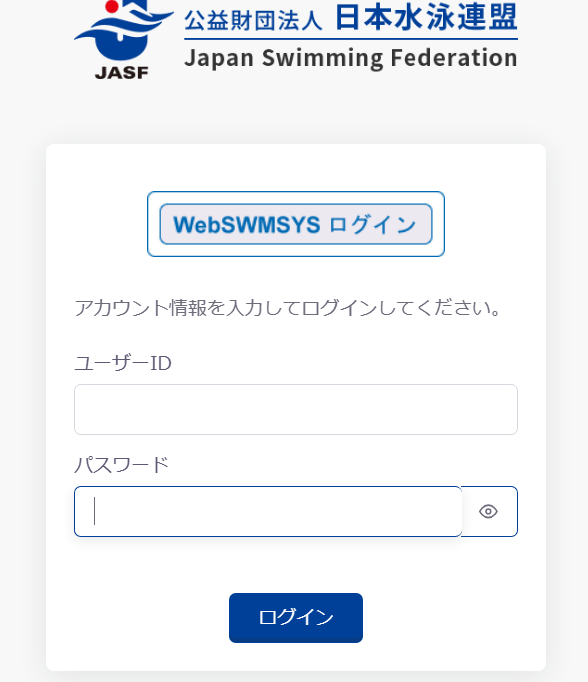 公益財団法人 日本水泳連盟
Japan Swimming Federation
JASF
WebSWMSYS ログイン
アカウント情報を入力してログインしてください。
ユーザーID
パスワード
ログイン